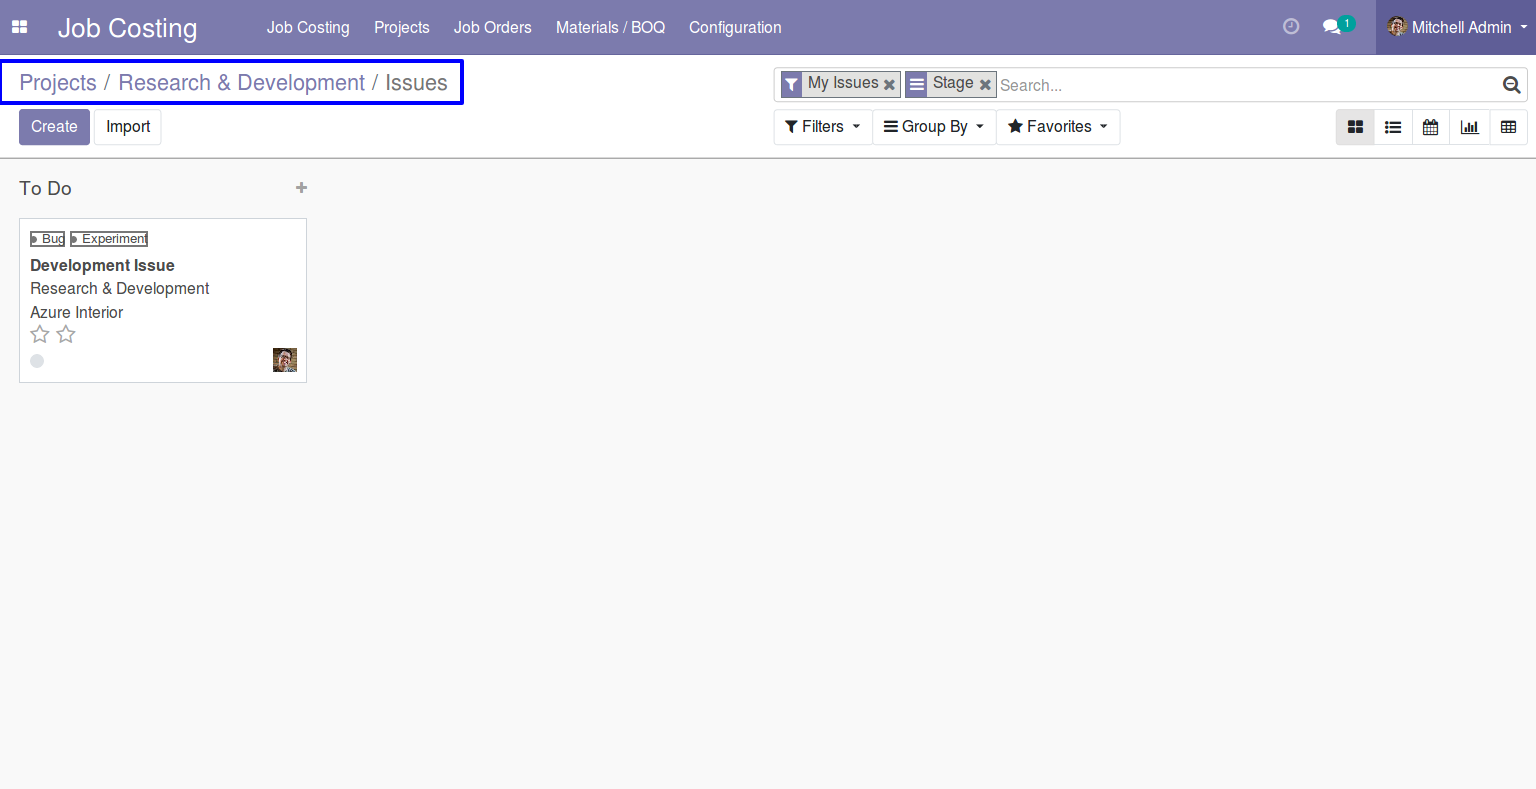 Job Costing Job Costing Projects Job Orders Materials / BOQ Configuration 1 Mitchell Admin
Projects / Research & Development / Issues
My Issues Stage Search...
Create Import Filters Group By Favorites
To Do
Bug Experiment
Development Issue
Research & Development
Azure Interior